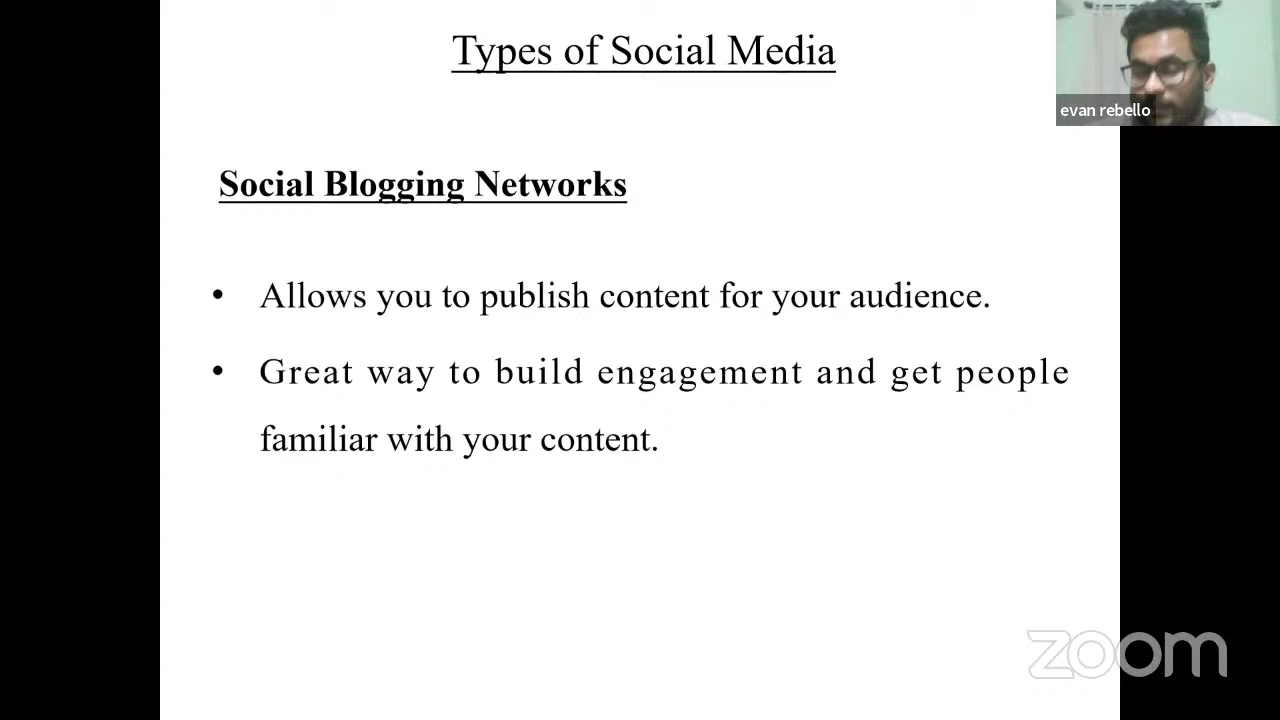 Types of Social Media
evan rebello
Social Blogging Networks
• Allows you to publish content for your audience.
• Great way to build engagement and get people
familiar with your content.
zoom